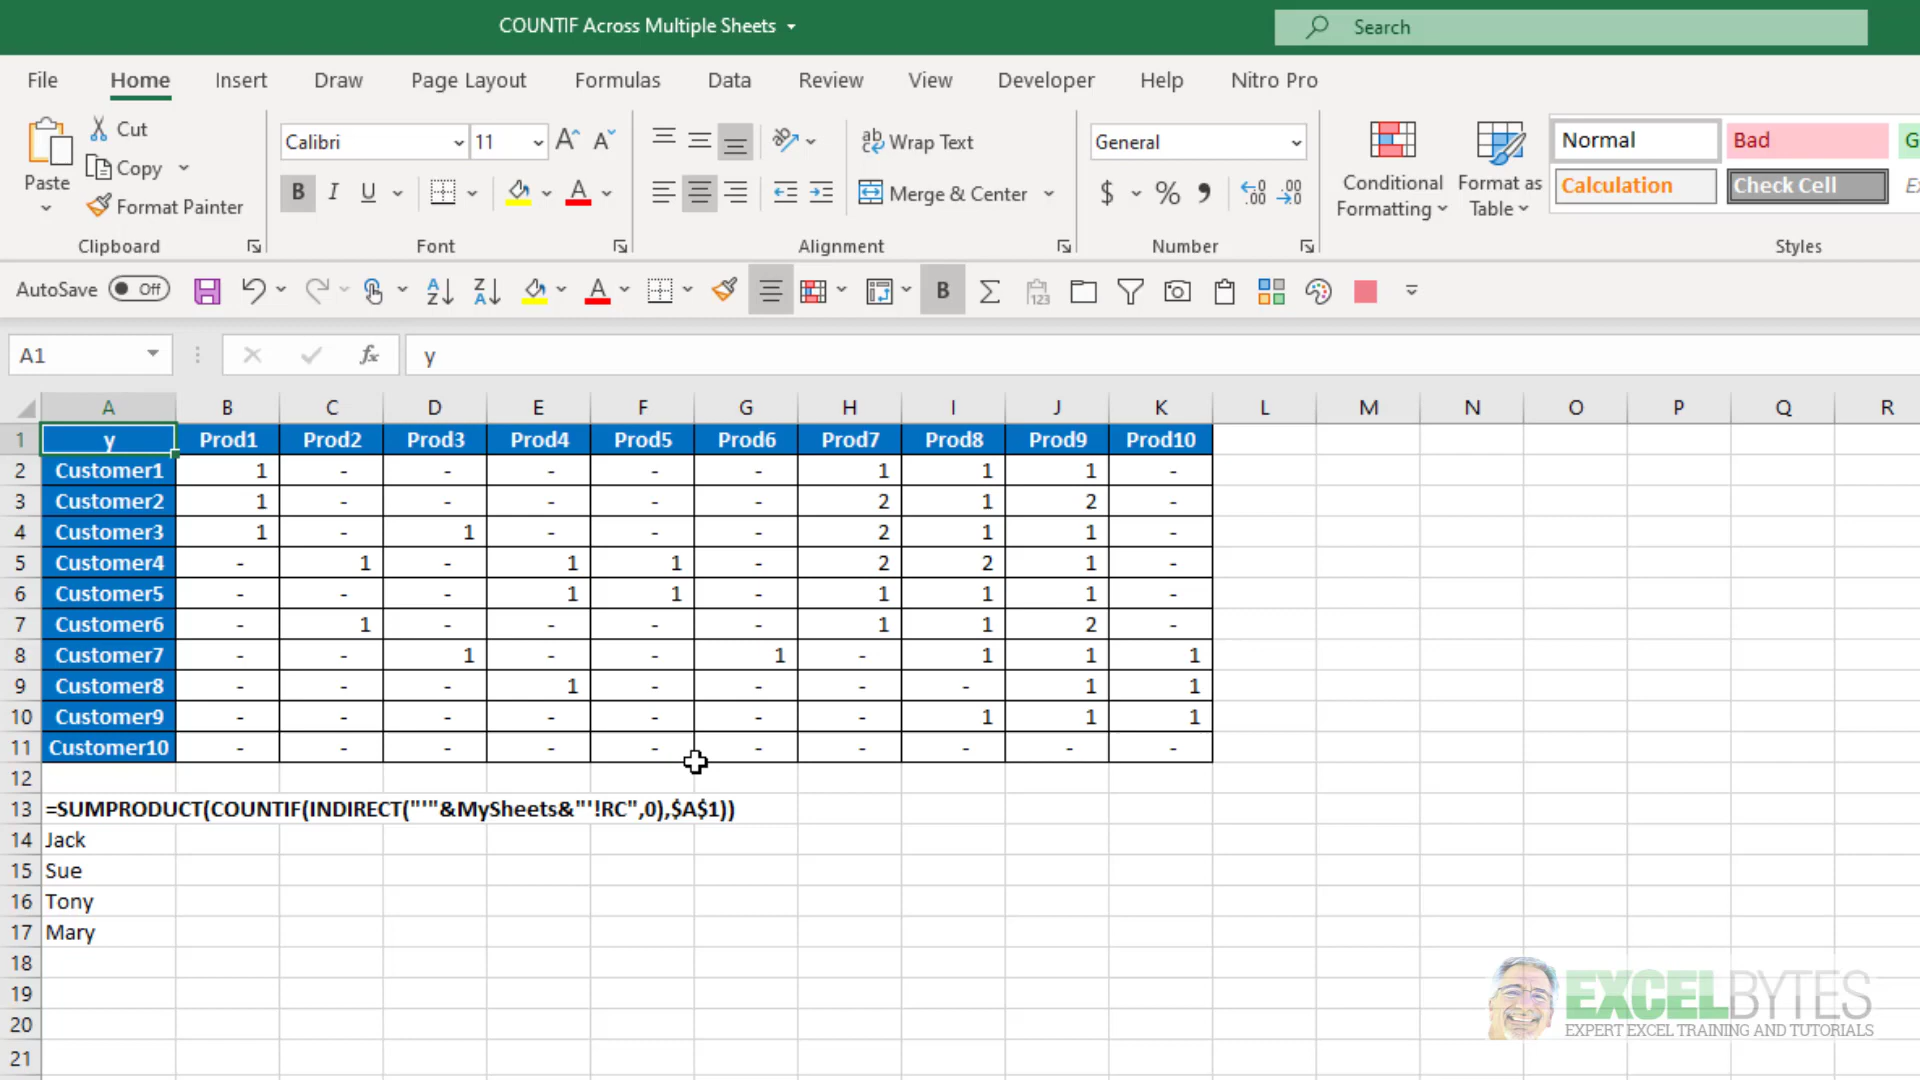 COUNTIF Across Multiple Sheets
Search
File Home Insert Draw Page Layout Formulas Data Review View Developer Help Nitro Pro
Paste
Cut
Copy
Format Painter
Clipboard
Calibri 11 A A
B I U A
Font
ab Wrap Text
Merge & Center
Alignment
General
$ % , .00
Number
Conditional Formatting
Format as Table
Normal Bad G
Calculation Check Cell Ex
Styles
AutoSave Off
A1 fx y
A B C D E F G H I J K L M N O P Q R
1 y Prod1 Prod2 Prod3 Prod4 Prod5 Prod6 Prod7 Prod8 Prod9 Prod10
2 Customer1 1 - - - - - 1 1 1 -
3 Customer2 1 - - - - - 2 1 2 -
4 Customer3 1 - 1 - - - 2 1 1 -
5 Customer4 - 1 - 1 1 - 2 2 1 -
6 Customer5 - - - 1 1 - 1 1 1 -
7 Customer6 - 1 - - - - 1 1 2 -
8 Customer7 - - 1 - - 1 - 1 1 1
9 Customer8 - - - 1 - - - - 1 1
10 Customer9 - - - - - - - 1 1 1
11 Customer10 - - - - - - - - - -
12
13 =SUMPRODUCT(COUNTIF(INDIRECT("'"&MySheets&"'!RC",0),$A$1))
14 Jack
15 Sue
16 Tony
17 Mary
18
19
20
21
EXCELBYTES
EXPERT EXCEL TRAINING AND TUTORIALS